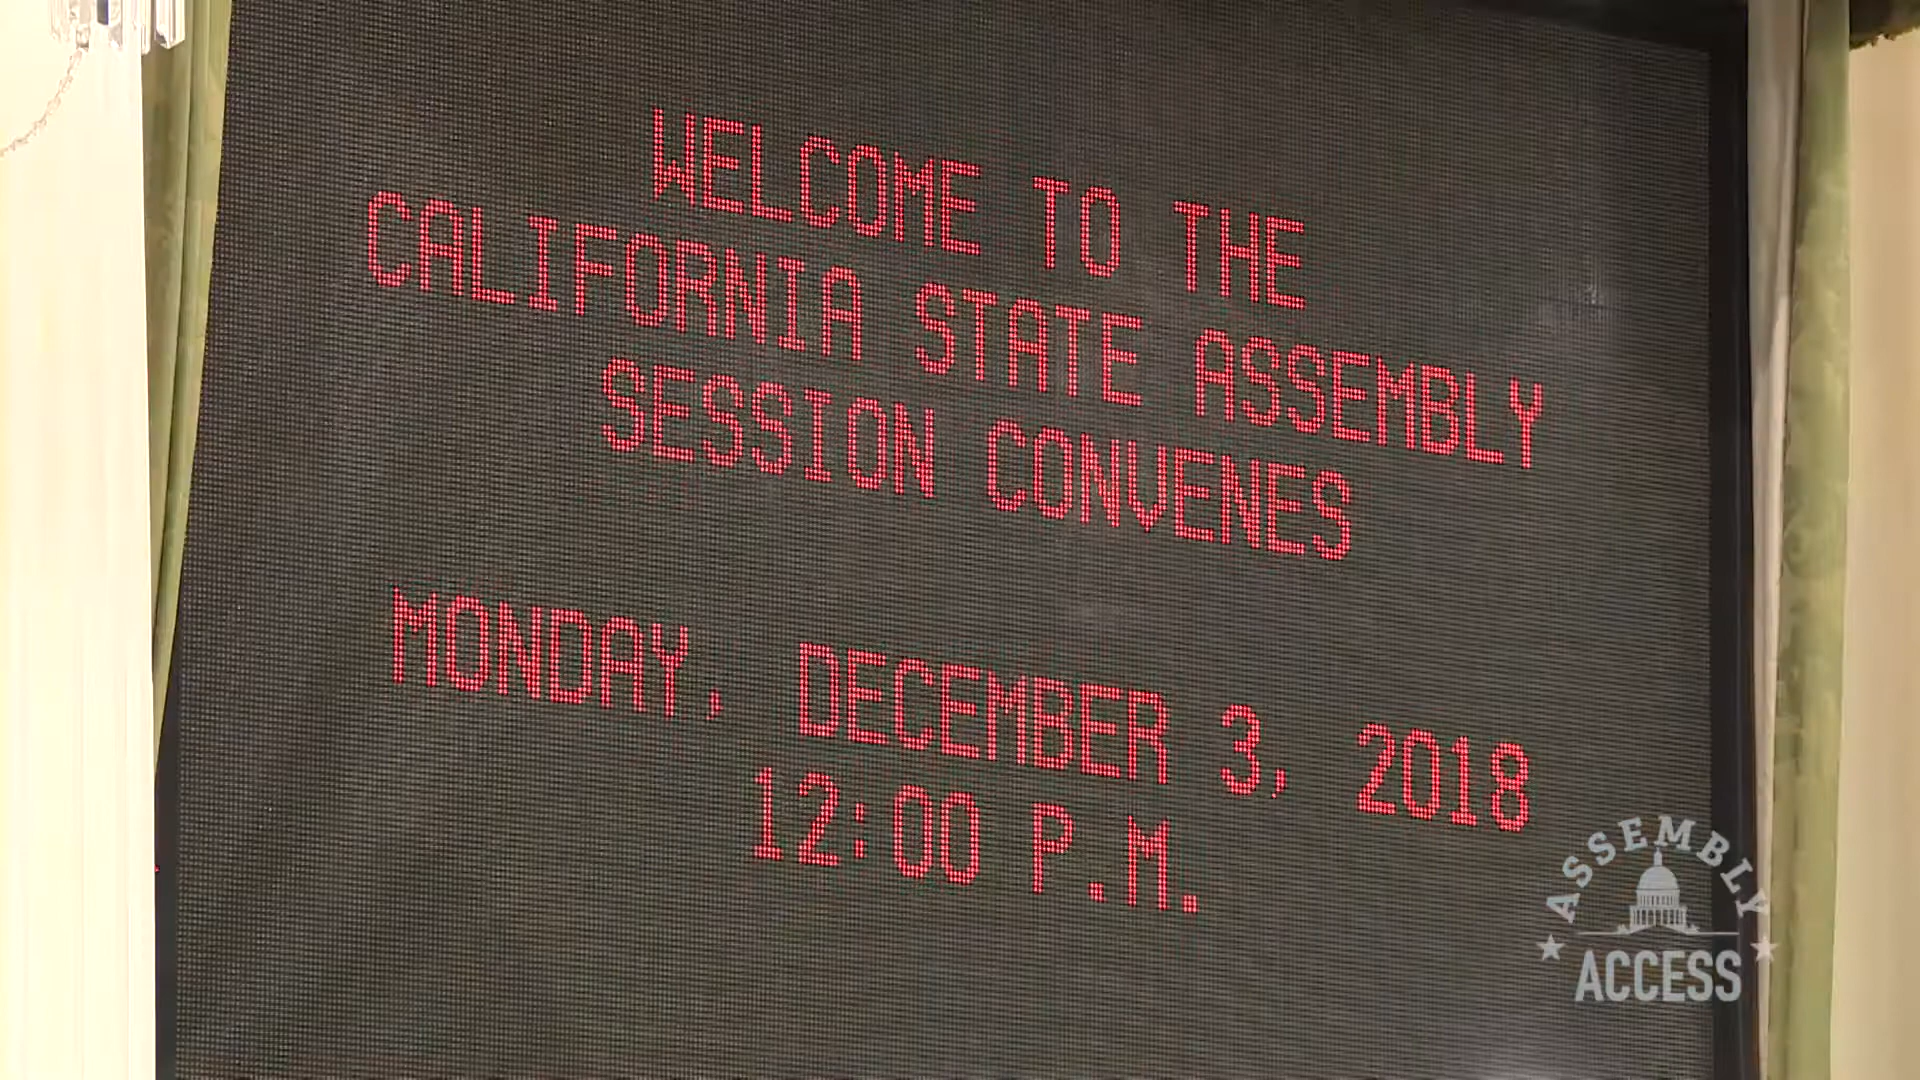 WELCOME TO THE
CALIFORNIA STATE ASSEMBLY
SESSION CONVENES
MONDAY, DECEMBER 3, 2018
12:00 P.M.
ASSEMBLY
ACCESS